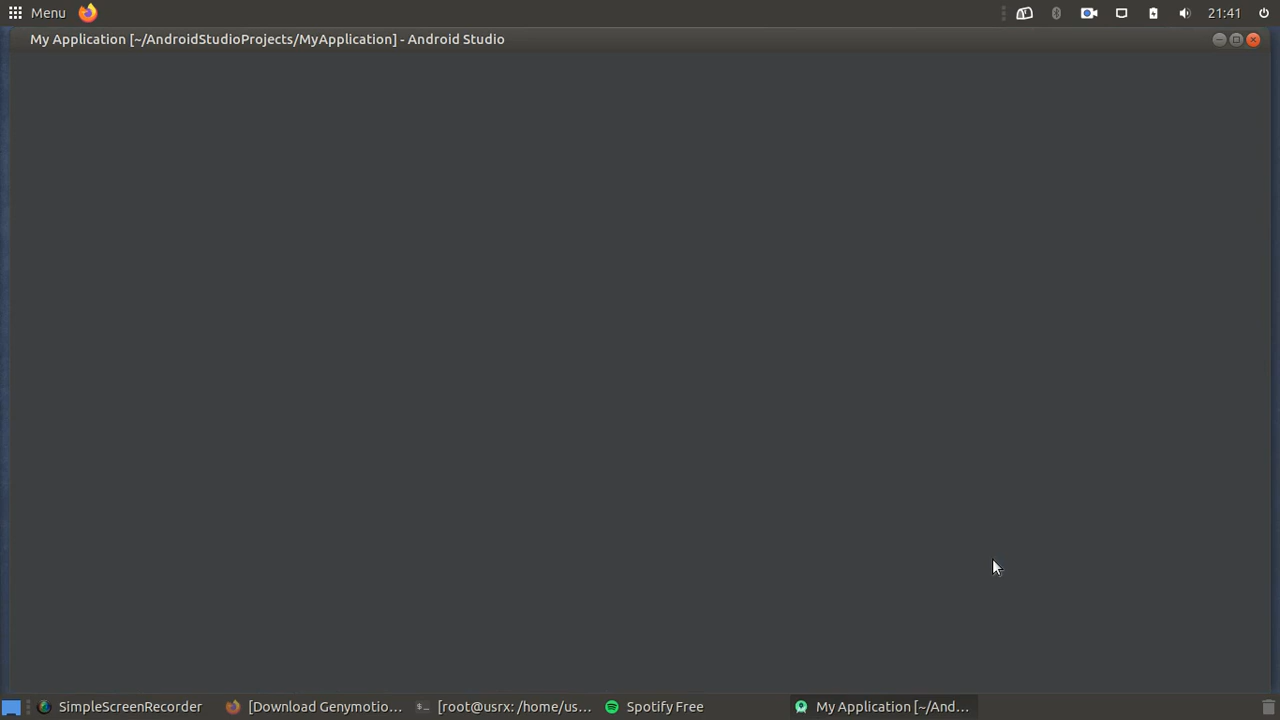 Menu
21:41
My Application [~/AndroidStudioProjects/MyApplication] - Android Studio
SimpleScreenRecorder
[Download Genymotio...
[root@usrx: /home/us...
Spotify Free
My Application [~/And...